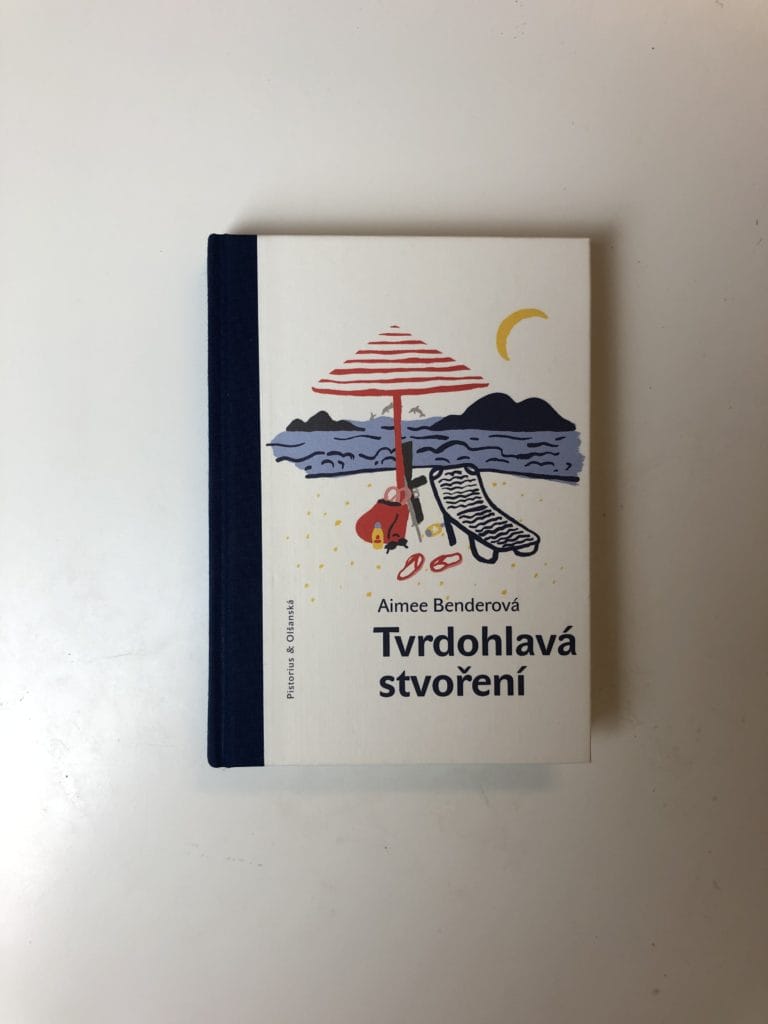 Aimee Benderová
Tvrdohlavá
stvoření
Pistorius & Olšanská